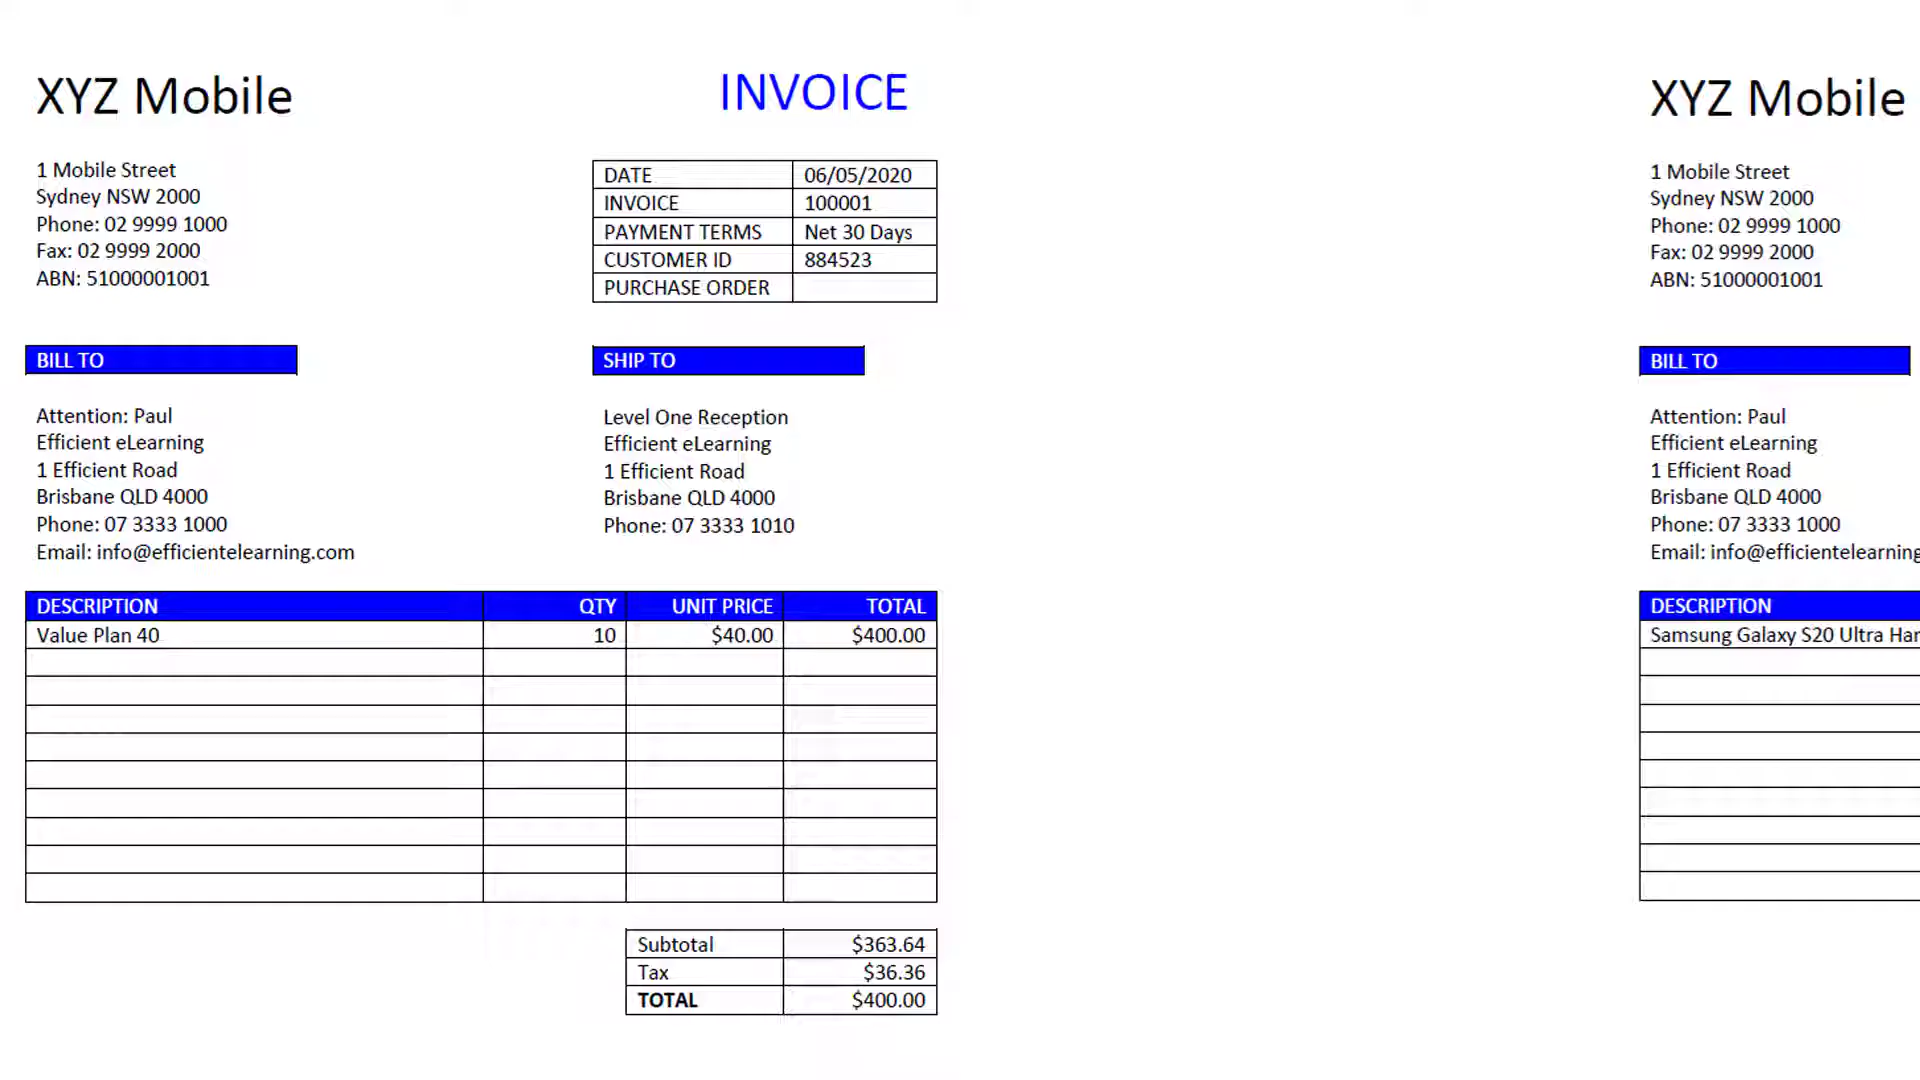 XYZ Mobile
INVOICE
1 Mobile Street
Sydney NSW 2000
Phone: 02 9999 1000
Fax: 02 9999 2000
ABN: 51000001001
DATE 06/05/2020
INVOICE 100001
PAYMENT TERMS Net 30 Days
CUSTOMER ID 884523
PURCHASE ORDER
BILL TO
Attention: Paul
Efficient eLearning
1 Efficient Road
Brisbane QLD 4000
Phone: 07 3333 1000
Email: info@efficientelearning.com
SHIP TO
Level One Reception
Efficient eLearning
1 Efficient Road
Brisbane QLD 4000
Phone: 07 3333 1010
DESCRIPTION QTY UNIT PRICE TOTAL
Value Plan 40 10 $40.00 $400.00
Subtotal $363.64
Tax $36.36
TOTAL $400.00
XYZ Mobile
1 Mobile Street
Sydney NSW 2000
Phone: 02 9999 1000
Fax: 02 9999 2000
ABN: 51000001001
BILL TO
Attention: Paul
Efficient eLearning
1 Efficient Road
Brisbane QLD 4000
Phone: 07 3333 1000
Email: info@efficientelearning
DESCRIPTION
Samsung Galaxy S20 Ultra